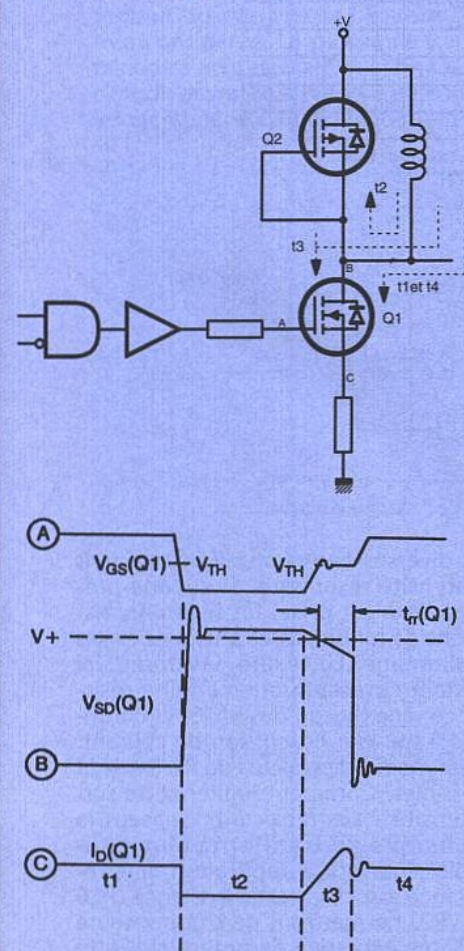 +V
Q2
t2
t3
B
t1et t4
A
Q1
C
A
VGS(Q1) VTH VTH
trr(Q1)
V+
VSD(Q1)
B
C
ID(Q1)
t1 t2 t3 t4